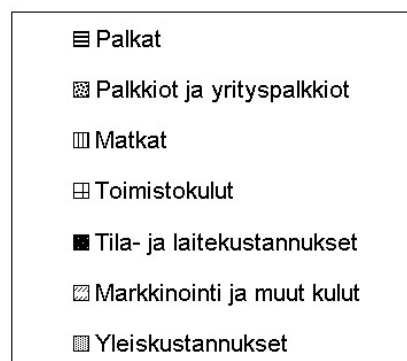 Palkat
Palkkiot ja yrityspalkkiot
Matkat
Toimistokulut
Tila- ja laitekustannukset
Markkinointi ja muut kulut
Yleiskustannukset